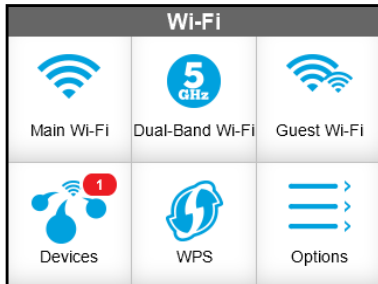 Wi-Fi
5
GHz
Main Wi-Fi
Dual-Band Wi-Fi
Guest Wi-Fi
1
Devices
WPS
Options